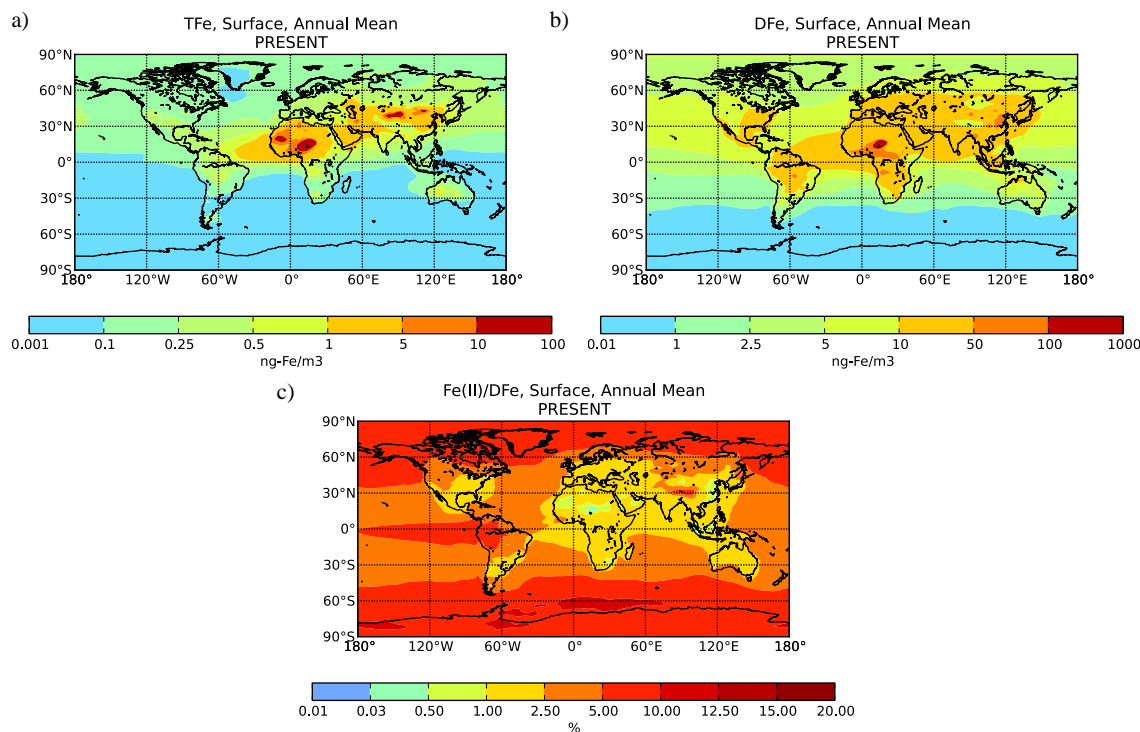 a)
TFe, Surface, Annual Mean
PRESENT
90°N
60°N
30°N
0°
30°S
60°S
90°S
180° 120°W 60°W 0° 60°E 120°E 180°
0.001 0.1 0.25 0.5 1 5 10 100
ng-Fe/m3
b)
DFe, Surface, Annual Mean
PRESENT
90°N
60°N
30°N
0°
30°S
60°S
90°S
180° 120°W 60°W 0° 60°E 120°E 180°
0.01 1 2.5 5 10 50 100 1000
ng-Fe/m3
c)
Fe(II)/DFe, Surface, Annual Mean
PRESENT
90°N
60°N
30°N
0°
30°S
60°S
90°S
180° 120°W 60°W 0° 60°E 120°E 180°
0.01 0.03 0.50 1.00 2.50 5.00 10.00 12.50 15.00 20.00
%